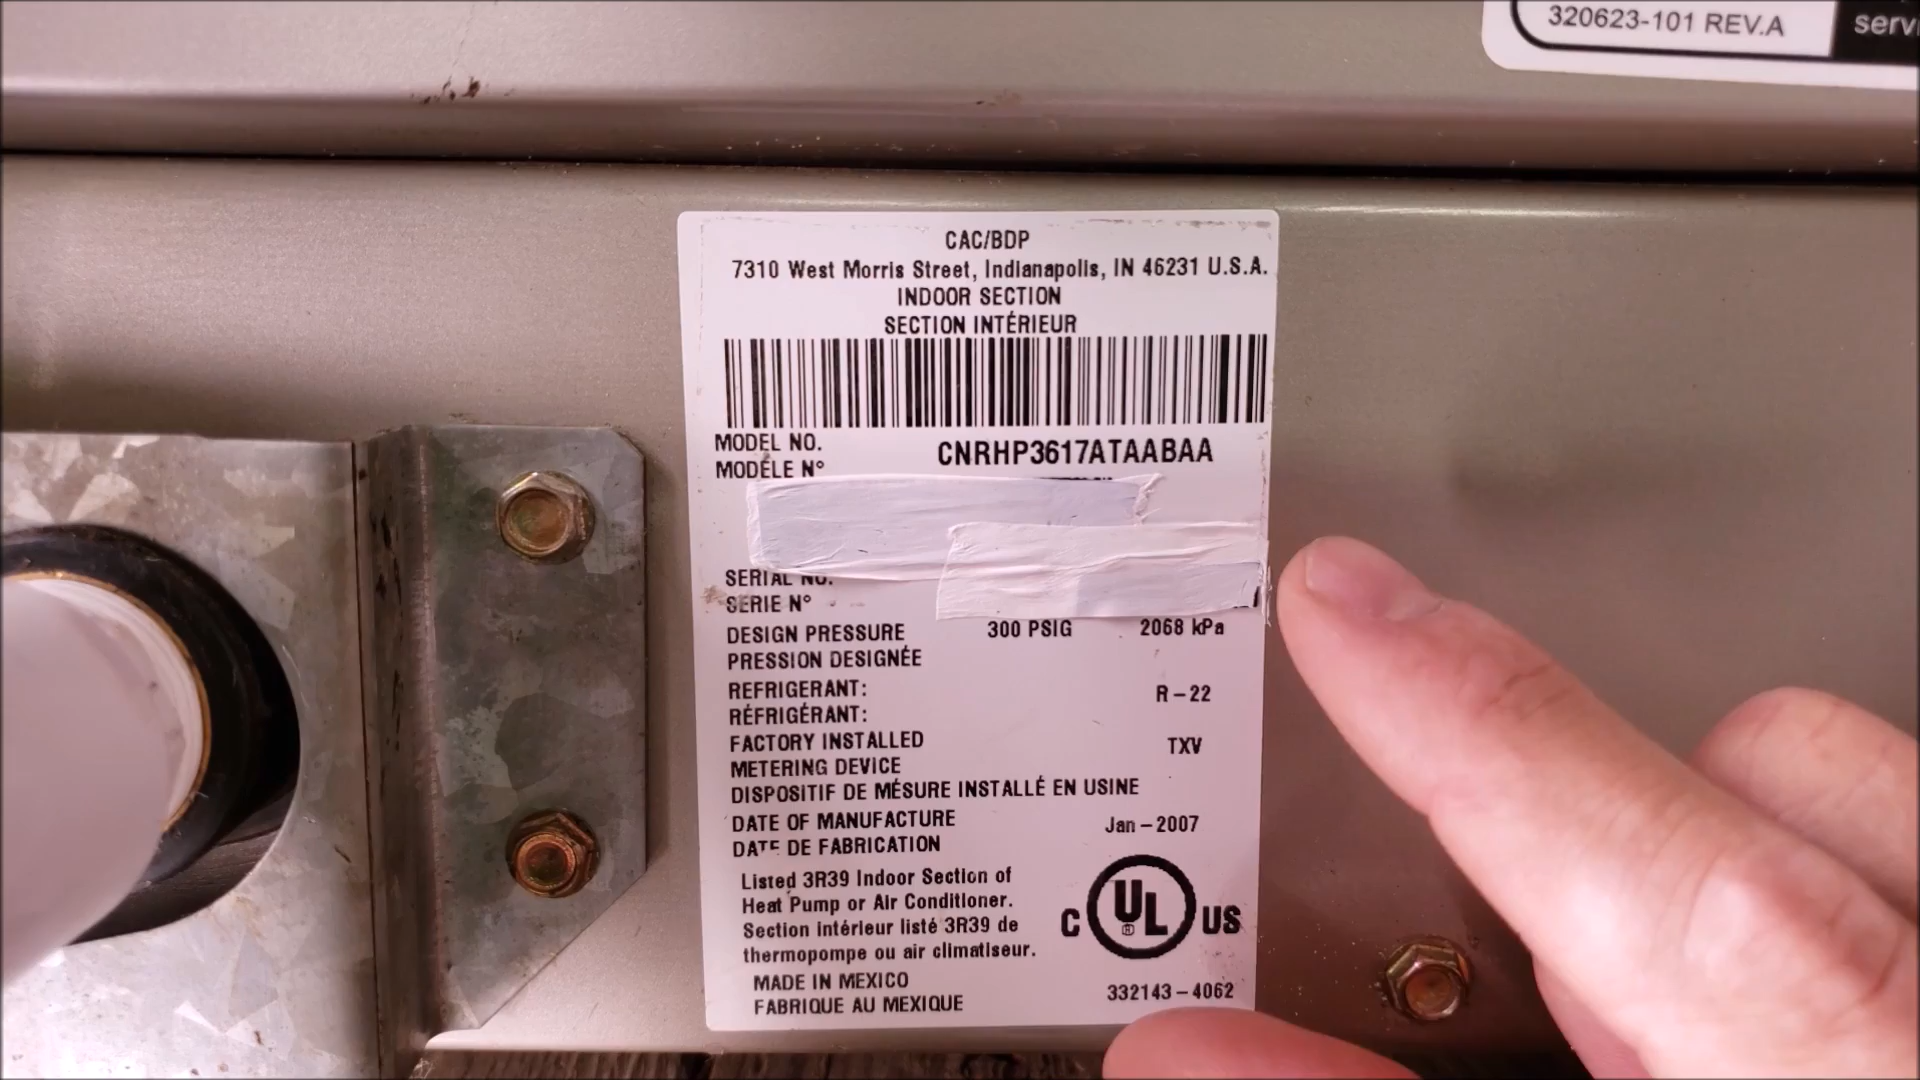 320623-101 REV.A
servi
CAC/BDP
7310 West Morris Street, Indianapolis, IN 46231 U.S.A.
INDOOR SECTION
SECTION INTÉRIEUR
MODEL NO. CNRHP3617ATAABAA
MODÈLE N°
SERIAL NO.
SERIE N°
DESIGN PRESSURE 300 PSIG 2068 kPa
PRESSION DESIGNÉE
REFRIGERANT: R-22
RÉFRIGÉRANT:
FACTORY INSTALLED TXV
METERING DEVICE
DISPOSITIF DE MÉSURE INSTALLÉ EN USINE
DATE OF MANUFACTURE Jan-2007
DATE DE FABRICATION
Listed 3R39 Indoor Section of
Heat Pump or Air Conditioner.
Section intérieur listé 3R39 de
thermopompe ou air climatiseur.
C UL ® US
MADE IN MEXICO
FABRIQUE AU MEXIQUE 332143-4062